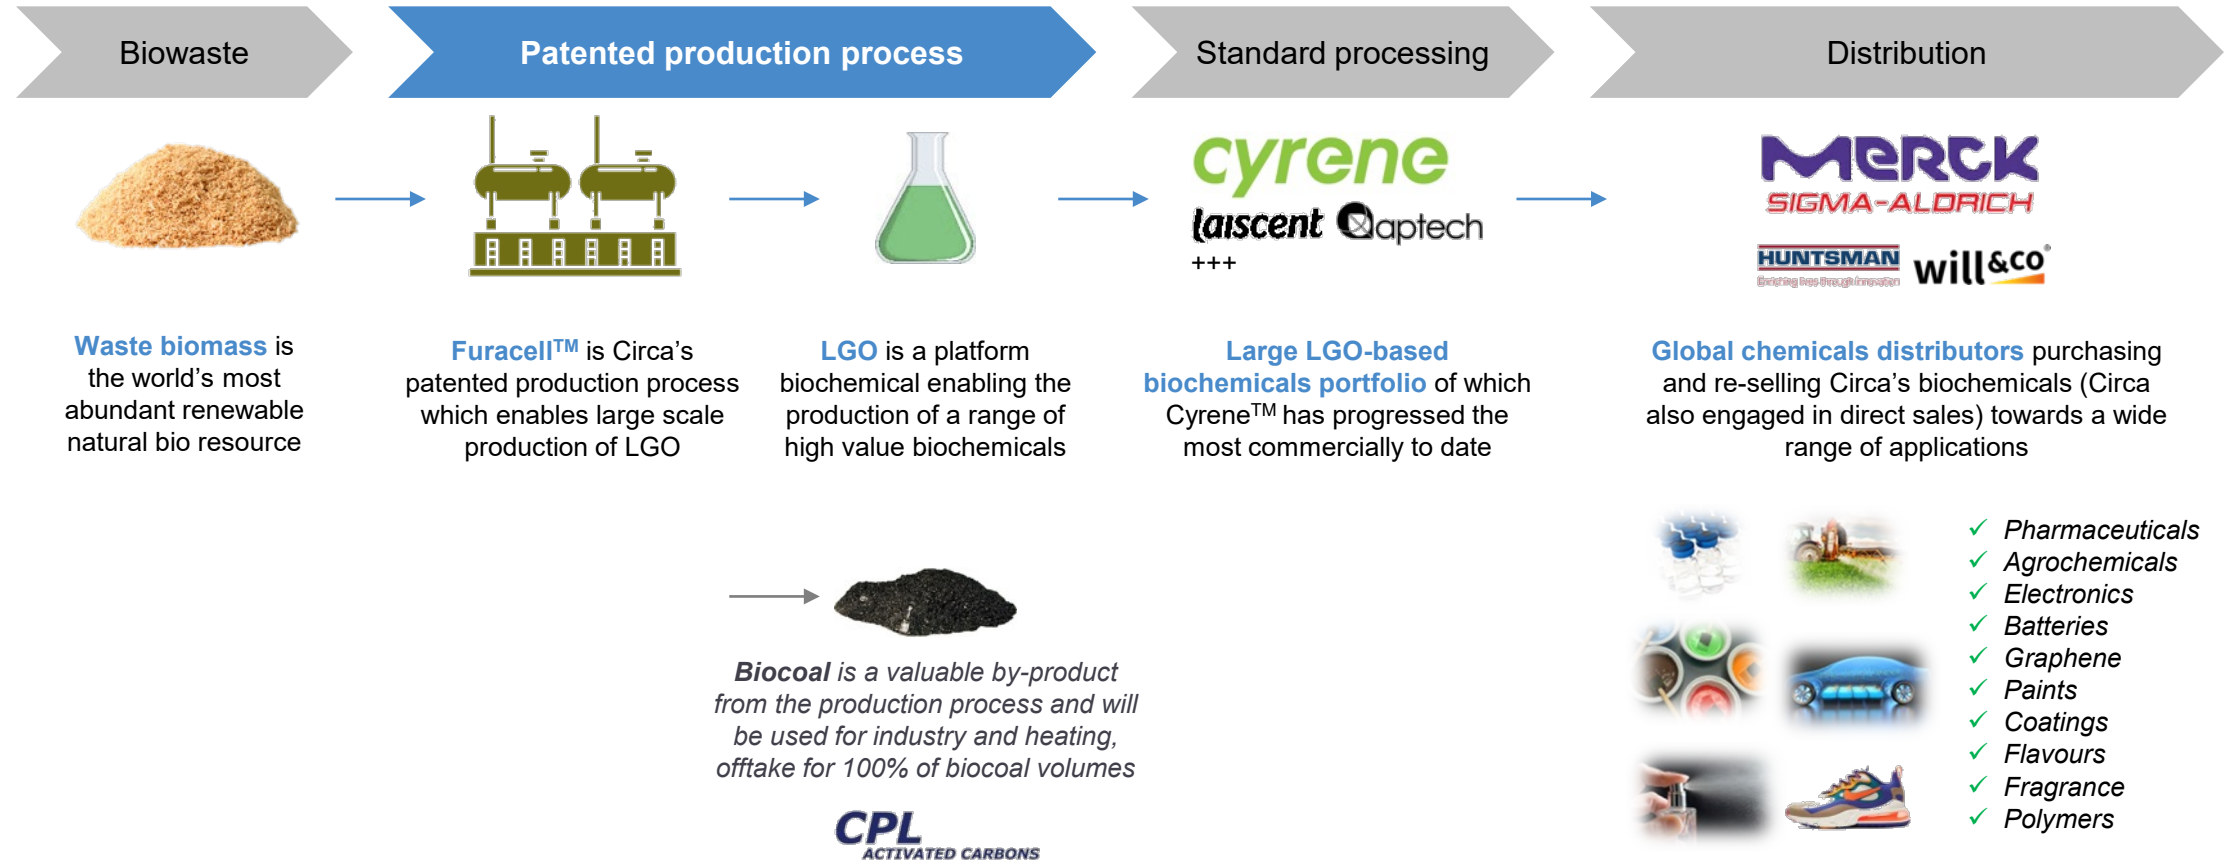 Biowaste
Patented production process
Standard processing
Distribution
cyrene
laiscent
aptech
+++
MERCK
SIGMA-ALDRICH
HUNTSMAN
Enriching lives through innovation
will&co®
Waste biomass is
the world’s most
abundant renewable
natural bio resource
Furacell™ is Circa’s
patented production process
which enables large scale
production of LGO
LGO is a platform
biochemical enabling the
production of a range of
high value biochemicals
Large LGO-based
biochemicals portfolio of which
Cyrene™ has progressed the
most commercially to date
Global chemicals distributors purchasing
and re-selling Circa’s biochemicals (Circa
also engaged in direct sales) towards a wide
range of applications
Biocoal is a valuable by-product
from the production process and will
be used for industry and heating,
offtake for 100% of biocoal volumes
CPL
ACTIVATED CARBONS
✓ Pharmaceuticals
✓ Agrochemicals
✓ Electronics
✓ Batteries
✓ Graphene
✓ Paints
✓ Coatings
✓ Flavours
✓ Fragrance
✓ Polymers